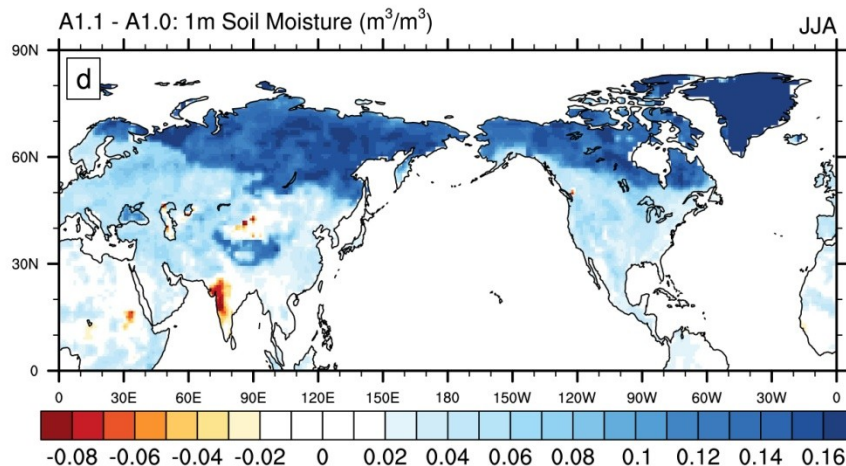 A1.1 - A1.0: 1m Soil Moisture (m³/m³) JJA
90N
d
60N
30N
0
0 30E 60E 90E 120E 150E 180 150W 120W 90W 60W 30W 0
-0.08 -0.06 -0.04 -0.02 0 0.02 0.04 0.06 0.08 0.1 0.12 0.14 0.16